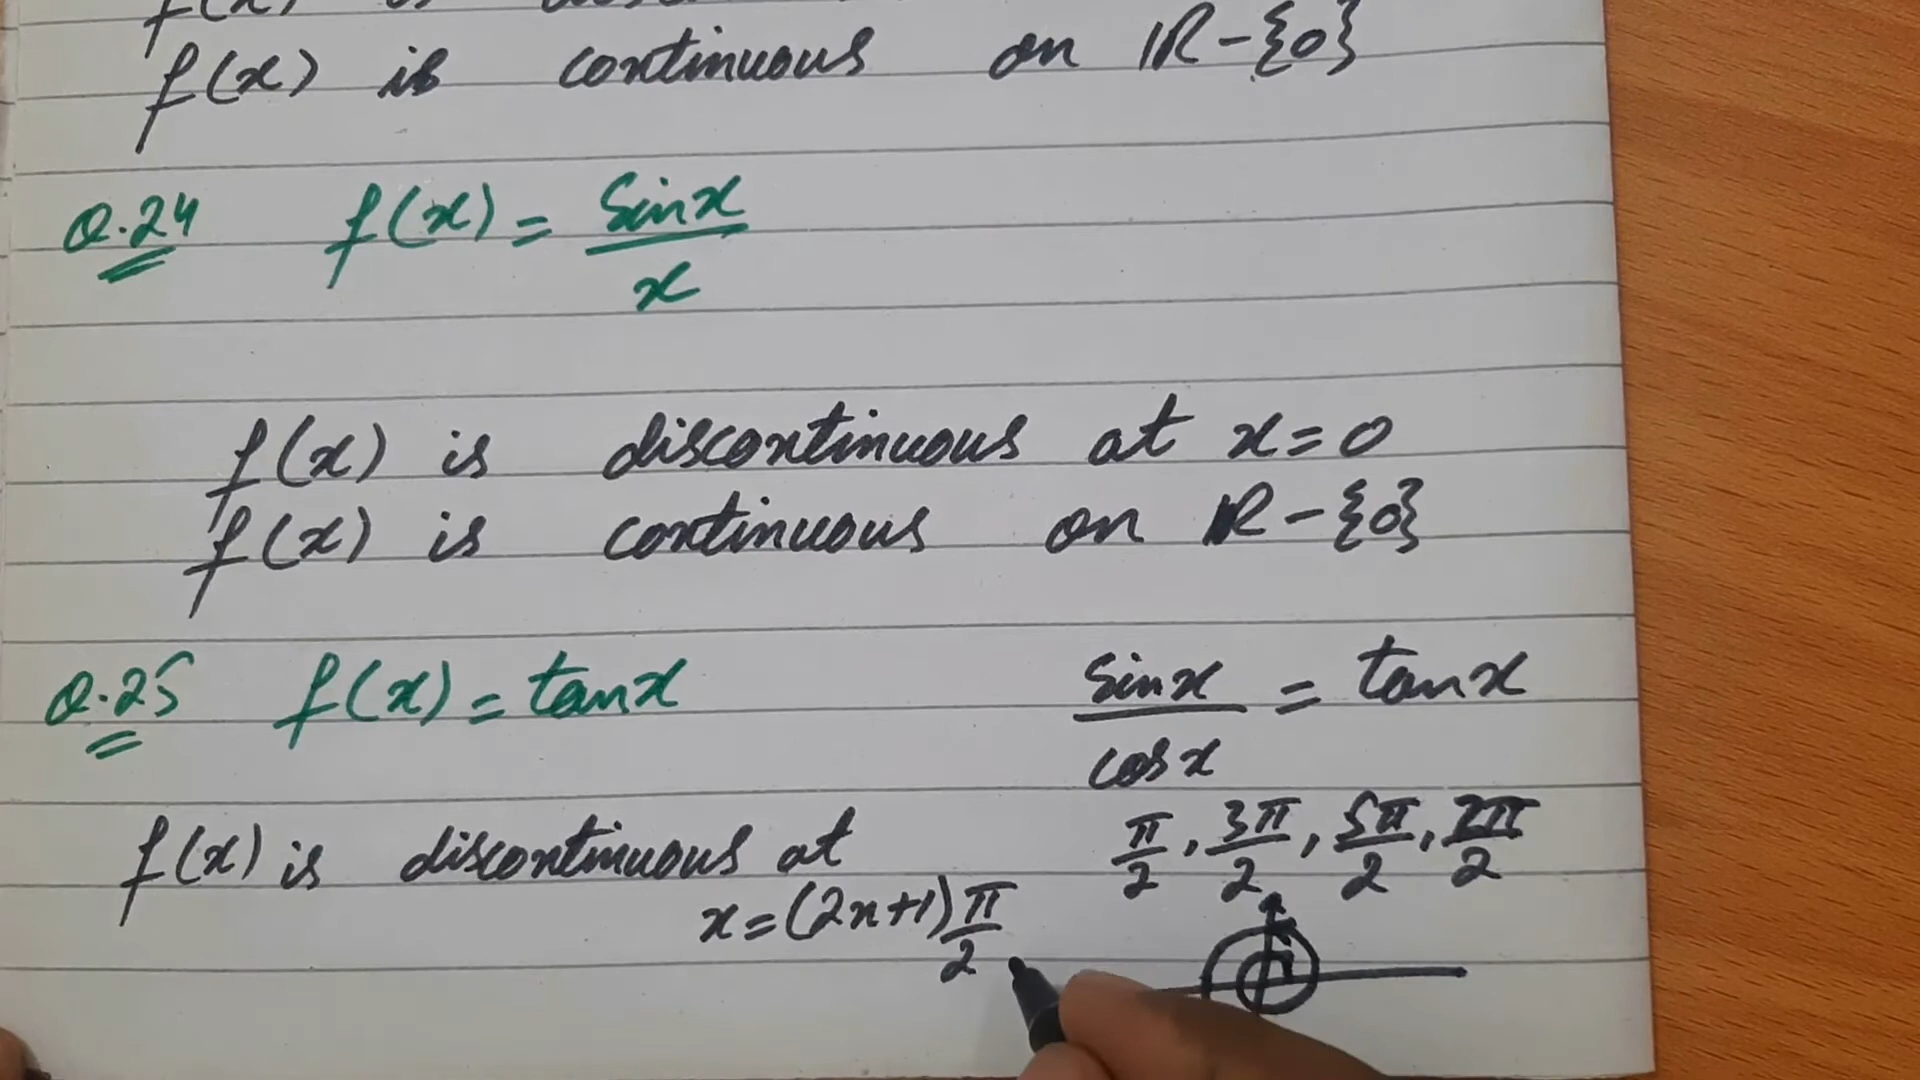 f(x) is
f(x) is continuous on ℝ-{0}
Q.24 f(x) = Sinx/x
f(x) is discontinuous at x=0
f(x) is continuous on ℝ-{0}
Q.25 f(x) = tanx
Sinx/cosx = tanx
f(x) is discontinuous at
x=(2n+1)π/2
π/2, 3π/2, 5π/2, 7π/2